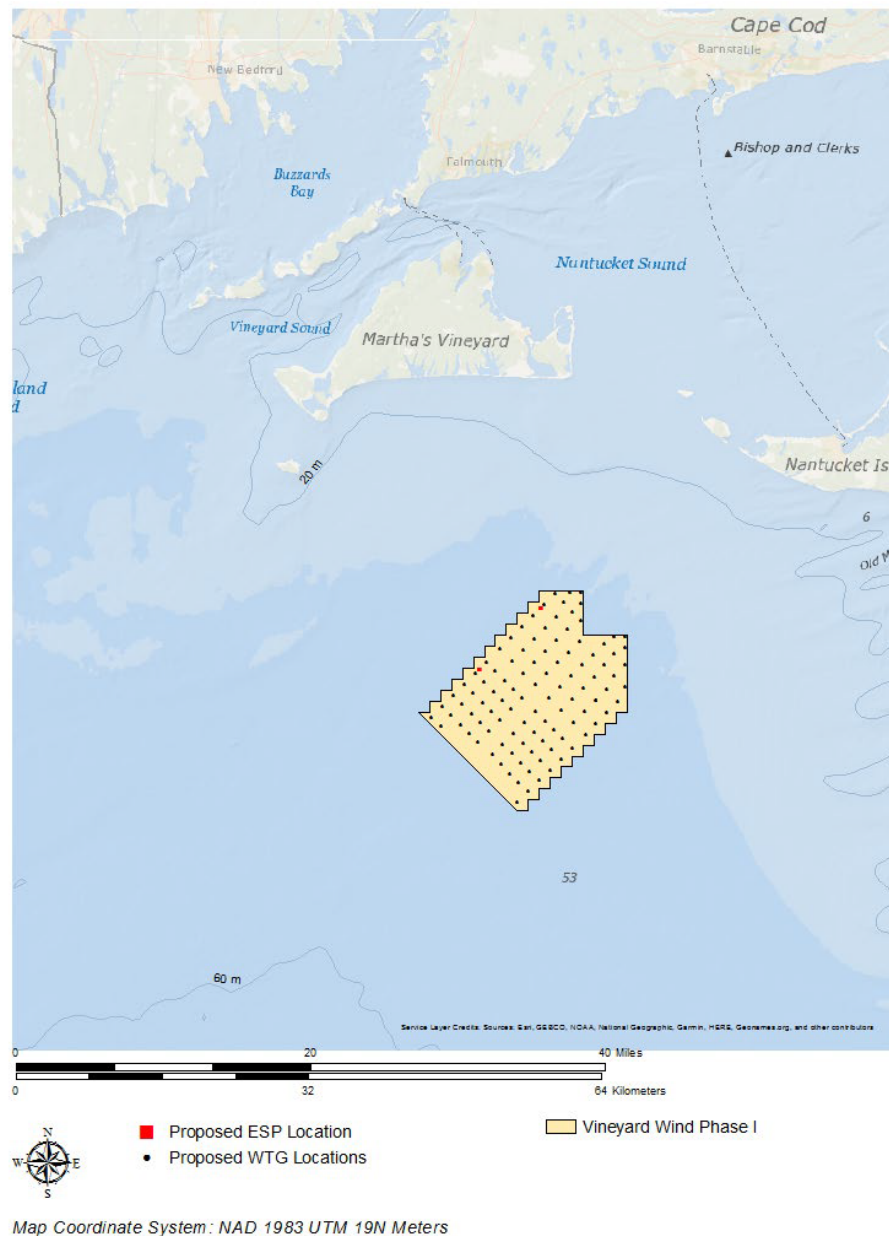 Cape Cod
Barnstable
New Bedford
Bishop and Clerks
Falmouth
Buzzards
Bay
Nantucket Sound
Vineyard Sound
Martha's Vineyard
land
d
20 m
Nantucket Is
6
Old M
53
60 m
Service Layer Credits: Sources: Esri, GEBCO, NOAA, National Geographic, Garmin, HERE, Geonames.org, and other contributors
0 20 40 Miles
0 32 64 Kilometers
N
W E
S
Proposed ESP Location
Proposed WTG Locations
Vineyard Wind Phase I
Map Coordinate System: NAD 1983 UTM 19N Meters